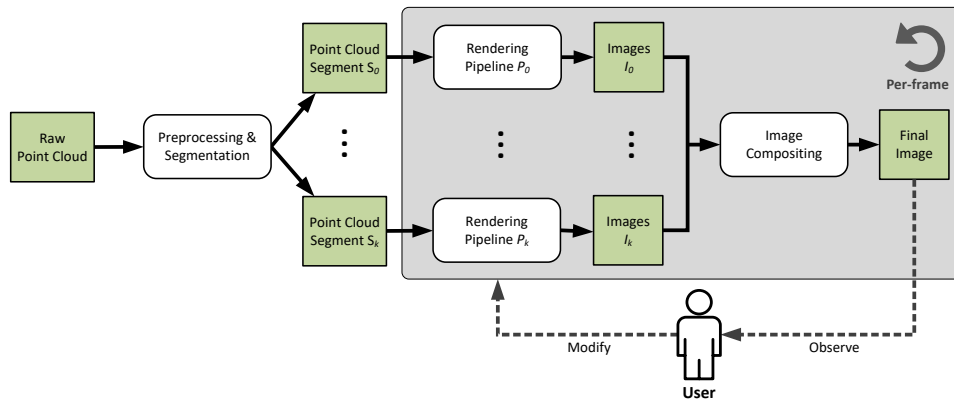 Raw
Point Cloud
Preprocessing &
Segmentation
Point Cloud
Segment S0
Point Cloud
Segment Sk
Rendering
Pipeline P0
Rendering
Pipeline Pk
Images
I0
Images
Ik
Image
Compositing
Per-frame
Final
Image
Modify
Observe
User